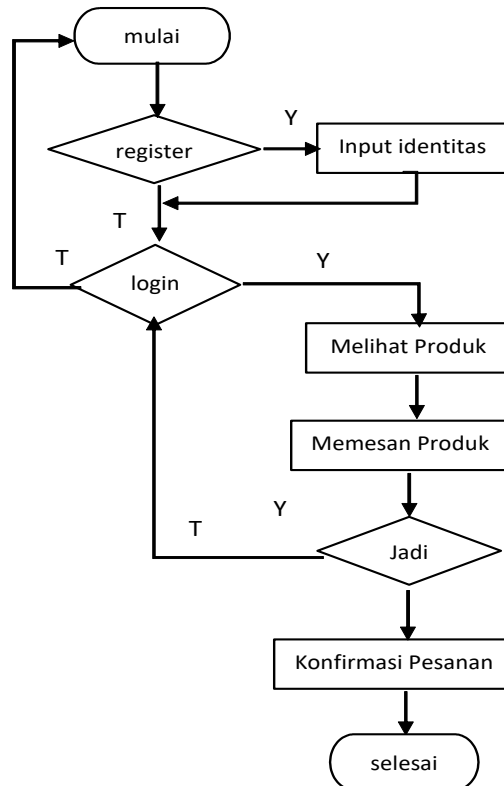 mulai
Y
register
Input identitas
T
T
login
Y
Melihat Produk
Memesan Produk
Y
T
Jadi
Konfirmasi Pesanan
selesai